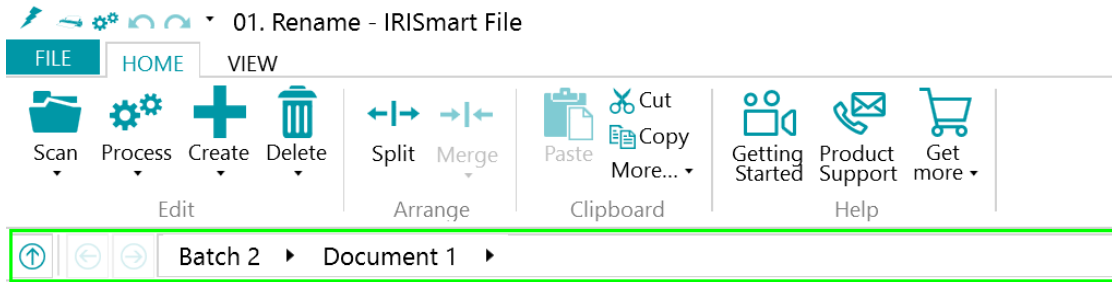 01. Rename - IRISmart File
FILE HOME VIEW
Scan Process Create Delete Split Merge Paste Cut
Copy
More... Getting Started Product Support Get more
Edit Arrange Clipboard Help
Batch 2 Document 1